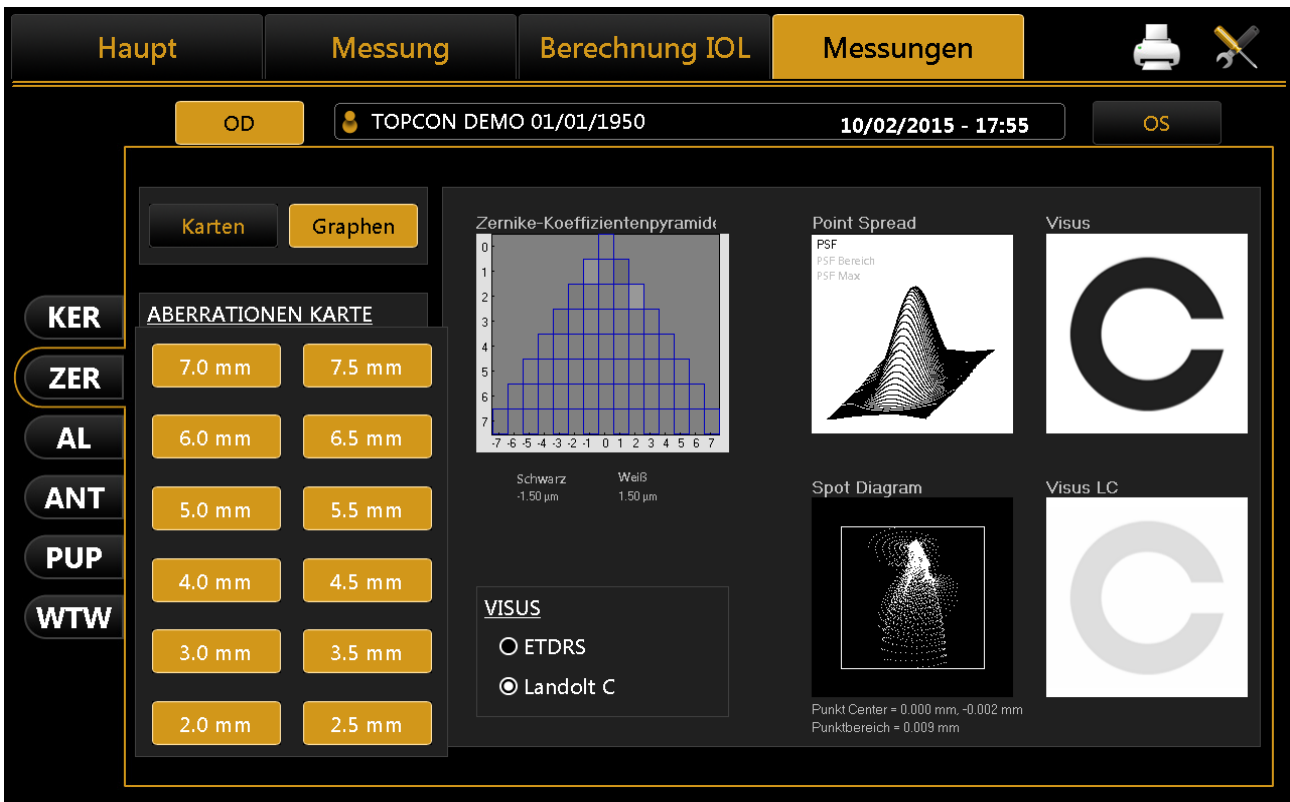 Haupt Messung Berechnung IOL Messungen
OD TOPCON DEMO 01/01/1950 10/02/2015 - 17:55 OS
Karten Graphen
ABERRATIONEN KARTE
7.0 mm 7.5 mm
6.0 mm 6.5 mm
5.0 mm 5.5 mm
4.0 mm 4.5 mm
3.0 mm 3.5 mm
2.0 mm 2.5 mm
KER
ZER
AL
ANT
PUP
WTW
Zernike-Koeffizientenpyramide
0
1
2
3
4
5
6
7
-7 -6 -5 -4 -3 -2 -1 0 1 2 3 4 5 6 7
Schwarz Weiß
-1.50 µm 1.50 µm
VISUS
ETDRS
Landolt C
Point Spread
PSF
PSF Bereich
PSF Max
Visus
Spot Diagram
Punkt Center = 0.000 mm, -0.002 mm
Punktbereich = 0.009 mm
Visus LC